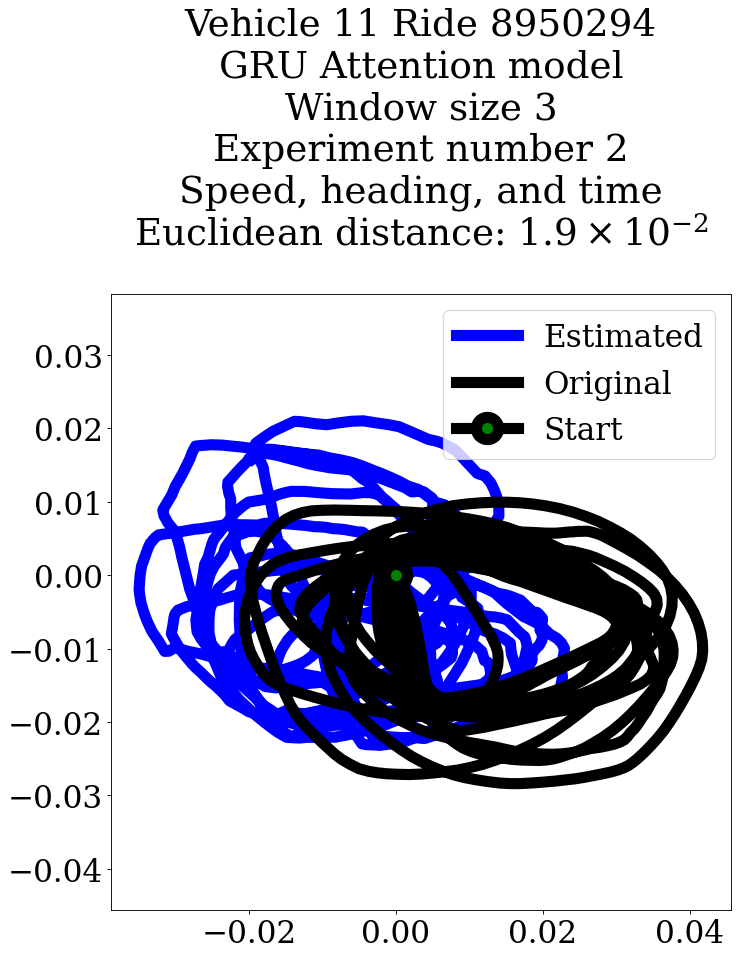 Vehicle 11 Ride 8950294
GRU Attention model
Window size 3
Experiment number 2
Speed, heading, and time
Euclidean distance: 1.9 × 10⁻²
Estimated
Original
Start
0.03
0.02
0.01
0.00
−0.01
−0.02
−0.03
−0.04
−0.02
0.00
0.02
0.04